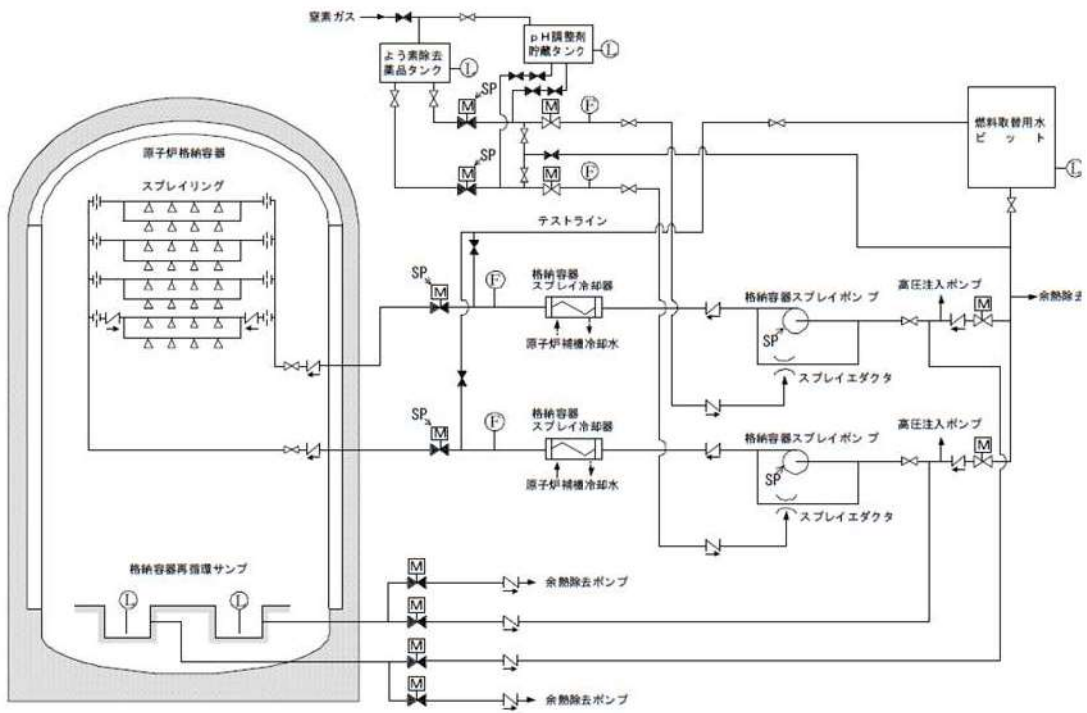 窒素ガス
pH調整剤
貯蔵タンク
L
よう素除去
薬品タンク
L
SP
M
M
F
燃料取替用水
ピット
L
SP
M
M
F
原子炉格納容器
スプレイリング
テストライン
SP
M
F
格納容器
スプレイ冷却器
原子炉補機冷却水
格納容器スプレイポンプ
SP
スプレイエダクタ
高圧注入ポンプ
M
余熱除去
SP
M
F
格納容器
スプレイ冷却器
原子炉補機冷却水
格納容器スプレイポンプ
SP
スプレイエダクタ
高圧注入ポンプ
M
格納容器再循環サンプ
L
L
M
余熱除去ポンプ
M
M
M
余熱除去ポンプ